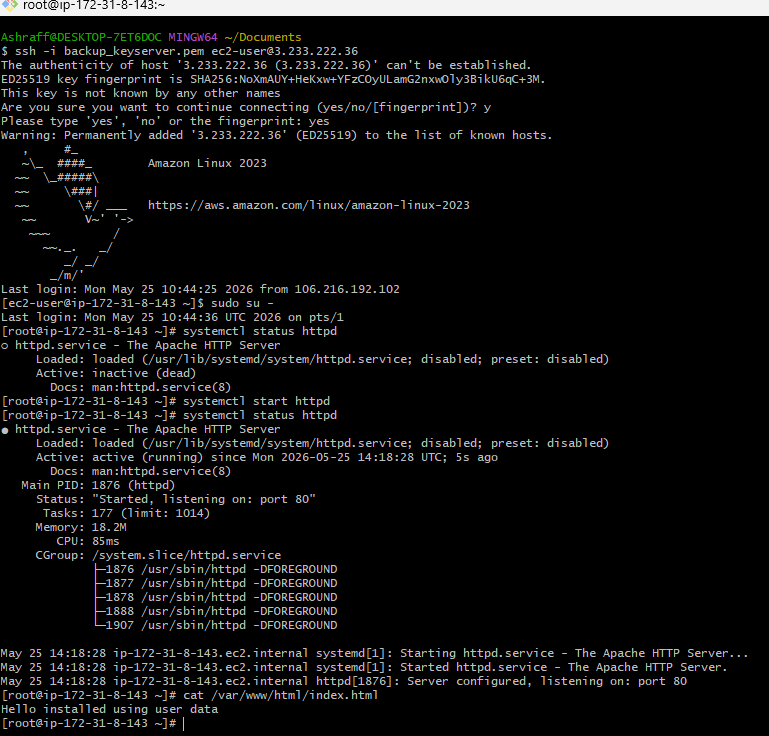 root@ip-172-31-8-143:~
Ashraff@DESKTOP-7ET6DOC MINGW64 ~/Documents
$ ssh -i backup_keyserver.pem ec2-user@3.233.222.36
The authenticity of host '3.233.222.36 (3.233.222.36)' can't be established.
ED25519 key fingerprint is SHA256:NoXmAUY+HeKxw+YFzCOyULamG2nxwOly3BikU6qC+3M.
This key is not known by any other names
Are you sure you want to continue connecting (yes/no/[fingerprint])? y
Please type 'yes', 'no' or the fingerprint: yes
Warning: Permanently added '3.233.222.36' (ED25519) to the list of known hosts.
   ,     #_
   ~\_  ####_        Amazon Linux 2023
  ~~  \_#####\
  ~~     \###|
  ~~       \#/ ___   https://aws.amazon.com/linux/amazon-linux-2023
   ~~       V~' '->
    ~~~         /
      ~~._.   _/
         _/ _/
       _/m/'
Last login: Mon May 25 10:44:25 2026 from 106.216.192.102
[ec2-user@ip-172-31-8-143 ~]$ sudo su -
Last login: Mon May 25 10:44:36 UTC 2026 on pts/1
[root@ip-172-31-8-143 ~]# systemctl status httpd
○ httpd.service - The Apache HTTP Server
     Loaded: loaded (/usr/lib/systemd/system/httpd.service; disabled; preset: disabled)
     Active: inactive (dead)
       Docs: man:httpd.service(8)
[root@ip-172-31-8-143 ~]# systemctl start httpd
[root@ip-172-31-8-143 ~]# systemctl status httpd
● httpd.service - The Apache HTTP Server
     Loaded: loaded (/usr/lib/systemd/system/httpd.service; disabled; preset: disabled)
     Active: active (running) since Mon 2026-05-25 14:18:28 UTC; 5s ago
       Docs: man:httpd.service(8)
   Main PID: 1876 (httpd)
     Status: "Started, listening on: port 80"
      Tasks: 177 (limit: 1014)
     Memory: 18.2M
        CPU: 85ms
     CGroup: /system.slice/httpd.service
             ├─1876 /usr/sbin/httpd -DFOREGROUND
             ├─1877 /usr/sbin/httpd -DFOREGROUND
             ├─1878 /usr/sbin/httpd -DFOREGROUND
             ├─1888 /usr/sbin/httpd -DFOREGROUND
             └─1907 /usr/sbin/httpd -DFOREGROUND
May 25 14:18:28 ip-172-31-8-143.ec2.internal systemd[1]: Starting httpd.service - The Apache HTTP Server...
May 25 14:18:28 ip-172-31-8-143.ec2.internal systemd[1]: Started httpd.service - The Apache HTTP Server.
May 25 14:18:28 ip-172-31-8-143.ec2.internal httpd[1876]: Server configured, listening on: port 80
[root@ip-172-31-8-143 ~]# cat /var/www/html/index.html
Hello installed using user data
[root@ip-172-31-8-143 ~]#